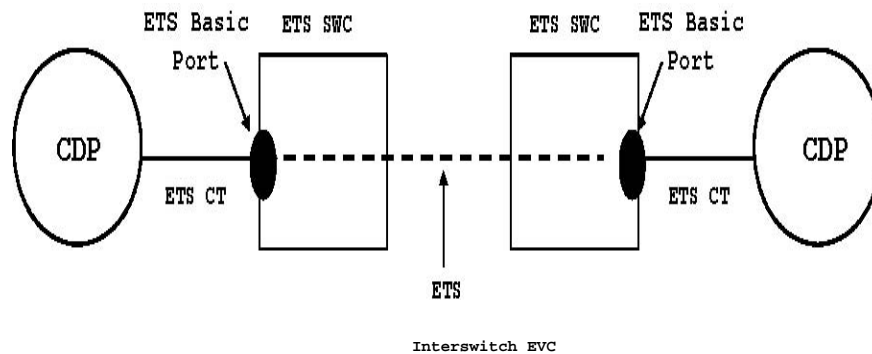 ETS Basic Port
ETS SWC
ETS SWC
ETS Basic Port
CDP
CDP
ETS CT
ETS CT
ETS
Interswitch EVC